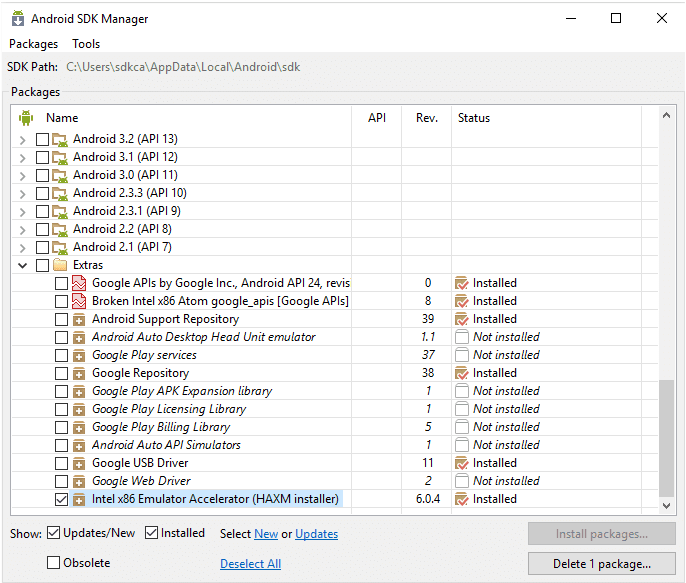 Android SDK Manager
Packages Tools
SDK Path: C:\Users\sdkca\AppData\Local\Android\sdk
Packages
Name API Rev. Status
Android 3.2 (API 13)
Android 3.1 (API 12)
Android 3.0 (API 11)
Android 2.3.3 (API 10)
Android 2.3.1 (API 9)
Android 2.2 (API 8)
Android 2.1 (API 7)
Extras
Google APIs by Google Inc., Android API 24, revis 0 Installed
Broken Intel x86 Atom google_apis [Google APIs] 8 Installed
Android Support Repository 39 Installed
Android Auto Desktop Head Unit emulator 1.1 Not installed
Google Play services 37 Not installed
Google Repository 38 Installed
Google Play APK Expansion library 1 Not installed
Google Play Licensing Library 1 Not installed
Google Play Billing Library 5 Not installed
Android Auto API Simulators 1 Not installed
Google USB Driver 11 Installed
Google Web Driver 2 Not installed
Intel x86 Emulator Accelerator (HAXM installer) 6.0.4 Installed
Show: Updates/New Installed Select New or Updates Install packages...
Obsolete Deselect All Delete 1 package...